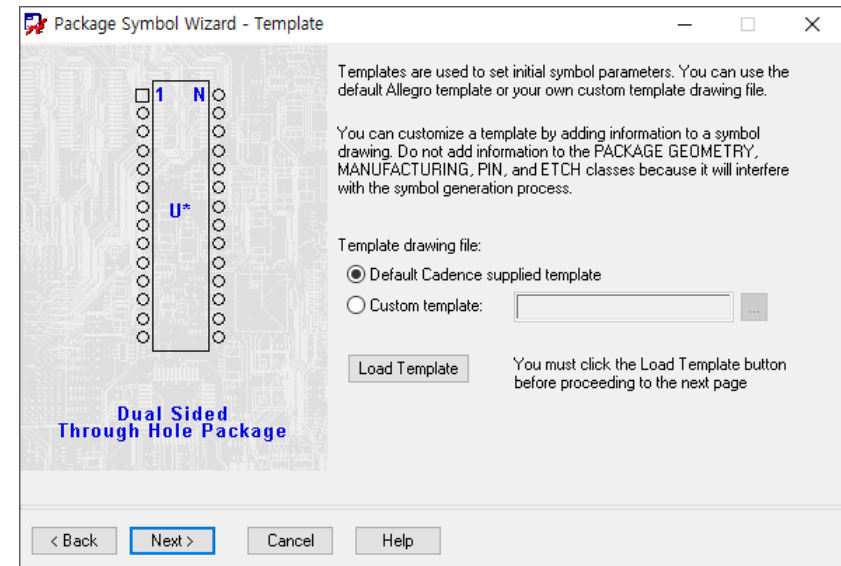 Package Symbol Wizard - Template
Templates are used to set initial symbol parameters. You can use the
default Allegro template or your own custom template drawing file.
You can customize a template by adding information to a symbol
drawing. Do not add information to the PACKAGE GEOMETRY,
MANUFACTURING, PIN, and ETCH classes because it will interfere
with the symbol generation process.
1 N
U*
Dual Sided
Through Hole Package
Template drawing file:
Default Cadence supplied template
Custom template:
...
Load Template
You must click the Load Template button
before proceeding to the next page
< Back
Next >
Cancel
Help